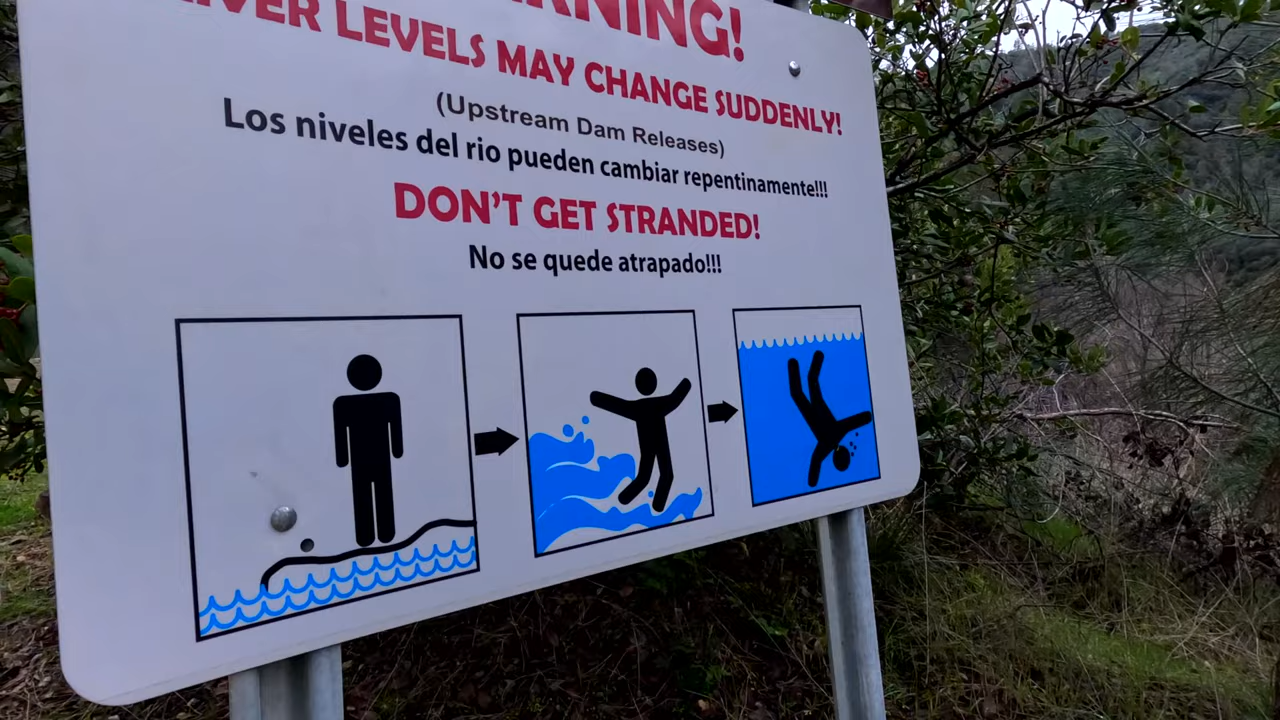 WARNING!
RIVER LEVELS MAY CHANGE SUDDENLY!
(Upstream Dam Releases)
Los niveles del rio pueden cambiar repentinamente!!!
DON'T GET STRANDED!
No se quede atrapado!!!